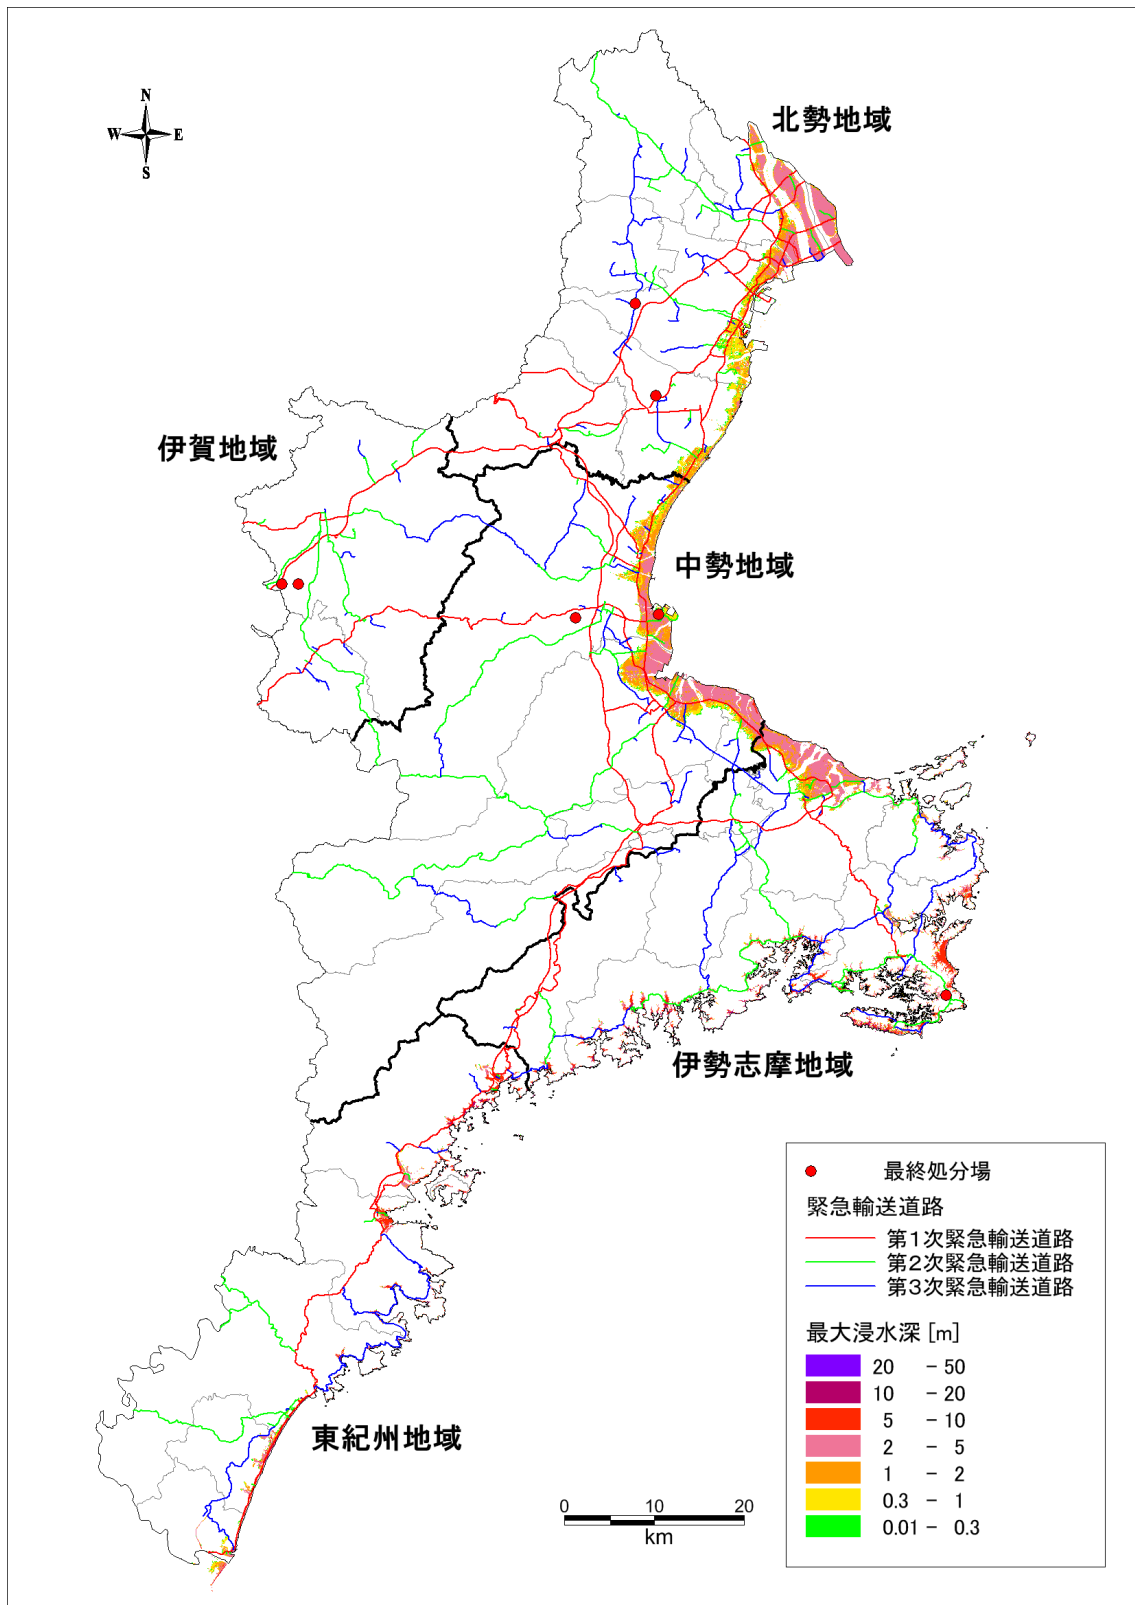 N
W E
S
北勢地域
伊賀地域
中勢地域
伊勢志摩地域
東紀州地域
最終処分場
緊急輸送道路
第1次緊急輸送道路
第2次緊急輸送道路
第3次緊急輸送道路
最大浸水深 [m]
20 - 50
10 - 20
5 - 10
2 - 5
1 - 2
0.3 - 1
0.01 - 0.3
0 10 20
km